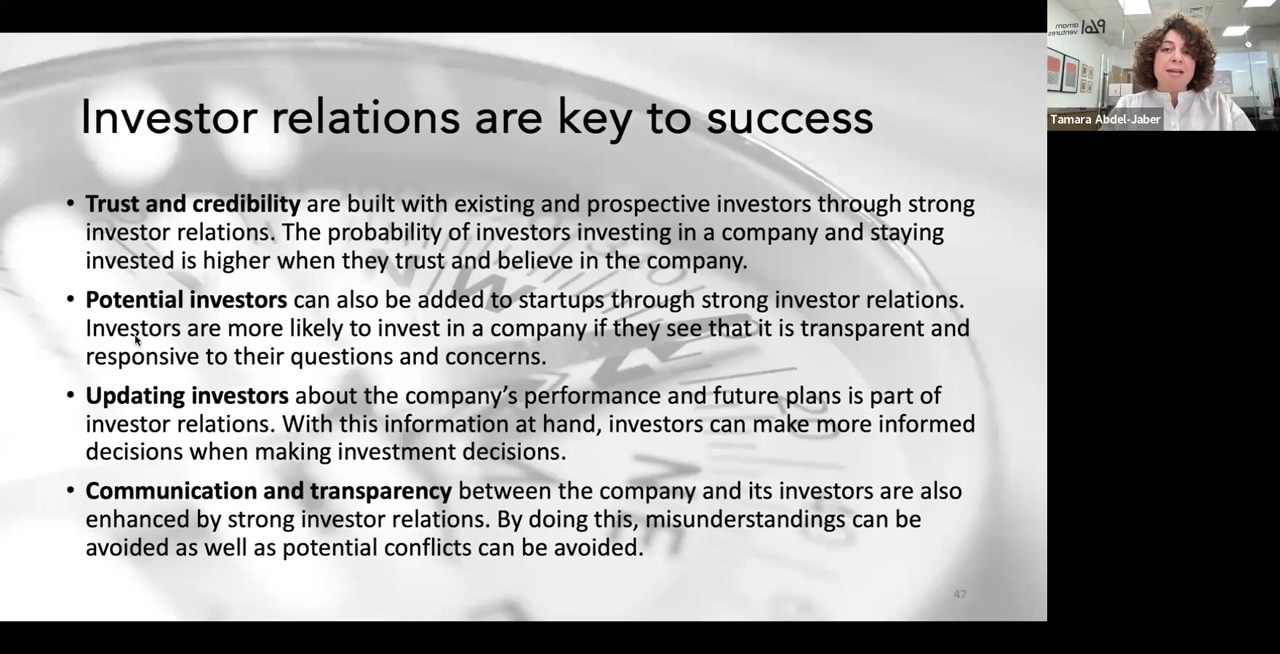 Investor relations are key to success
• Trust and credibility are built with existing and prospective investors through strong
investor relations. The probability of investors investing in a company and staying
invested is higher when they trust and believe in the company.
• Potential investors can also be added to startups through strong investor relations.
Investors are more likely to invest in a company if they see that it is transparent and
responsive to their questions and concerns.
• Updating investors about the company’s performance and future plans is part of
investor relations. With this information at hand, investors can make more informed
decisions when making investment decisions.
• Communication and transparency between the company and its investors are also
enhanced by strong investor relations. By doing this, misunderstandings can be
avoided as well as potential conflicts can be avoided.
47
amam
ventures
Tamara Abdel-Jaber
W
NE